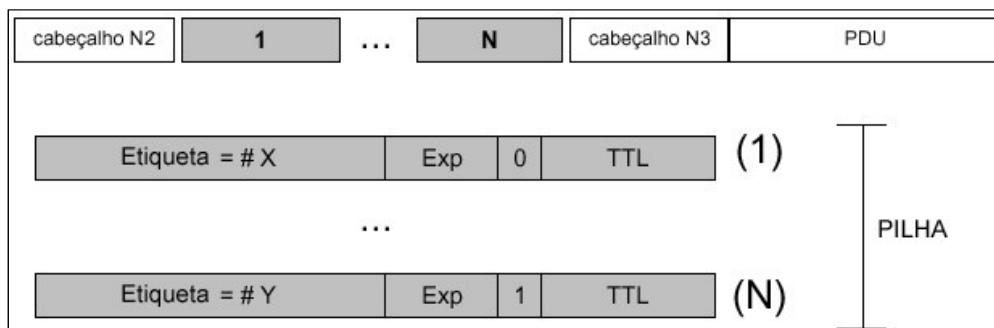 cabeçalho N2 1 ... N cabeçalho N3 PDU
Etiqueta = # X Exp 0 TTL (1)
...
PILHA
Etiqueta = # Y Exp 1 TTL (N)